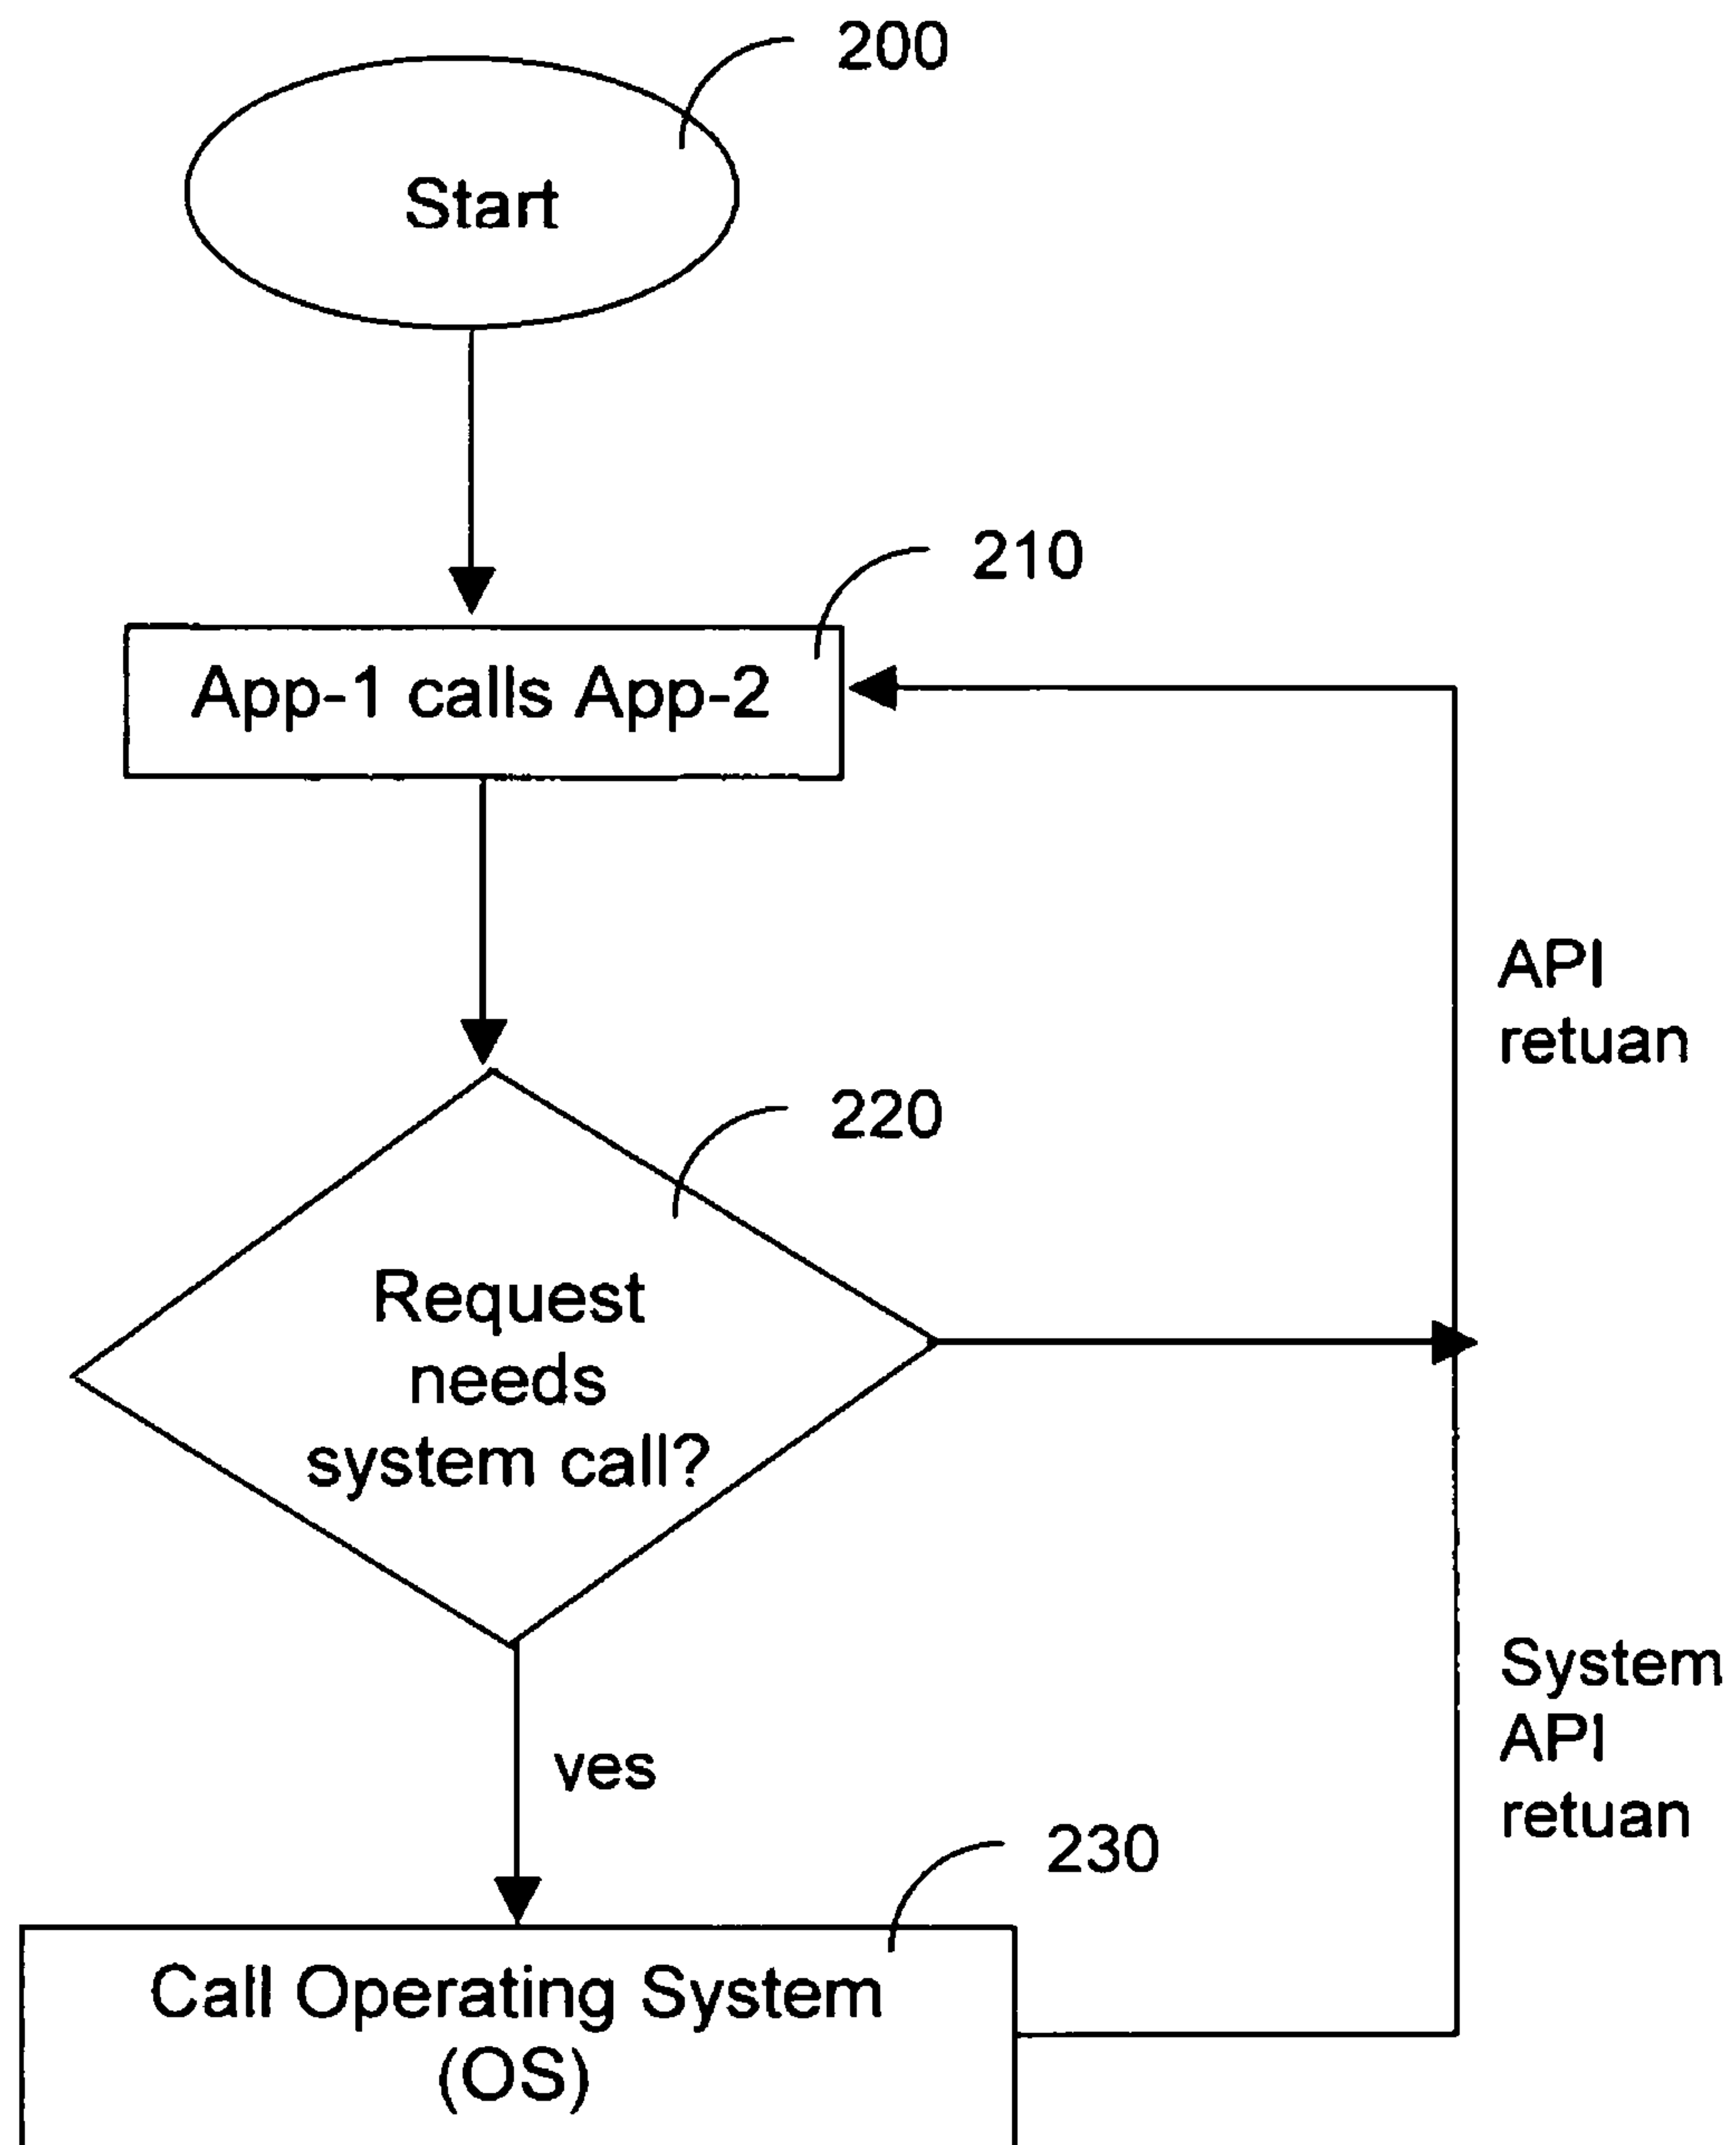 200
Start
210
App-1 calls App-2
API
retuan
220
Request
needs
system call?
System
API
retuan
ves
230
Call Operating System
(OS)